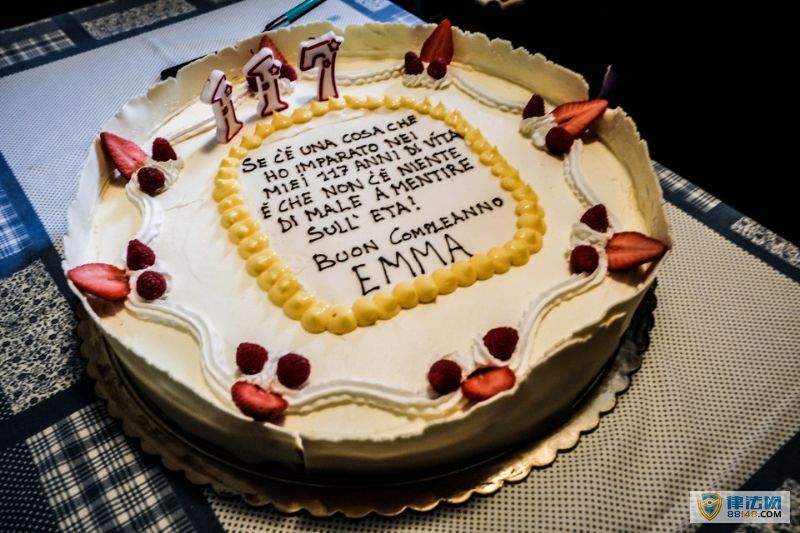 117
SE C'È UNA COSA CHE
HO IMPARATO NEI
MIEI 117 ANNI DI VITA
È CHE NON C'È NIENTE
DI MALE A MENTIRE
SULL' ETA!
BUON COMPLEANNO
EMMA
律法网
88148.COM